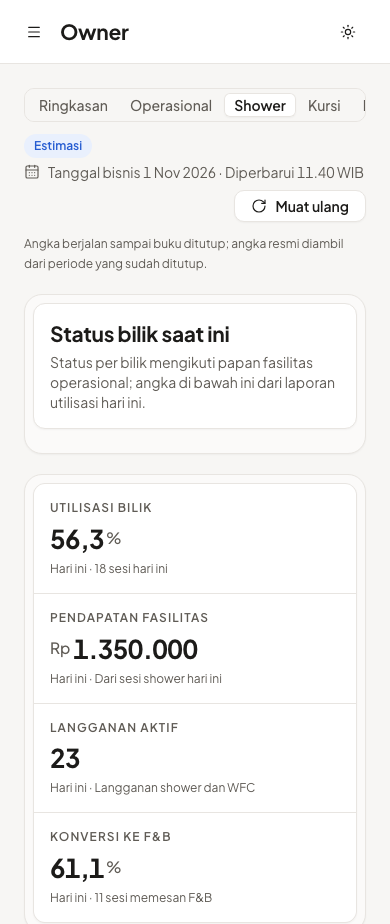 Owner
Ringkasan Operasional Shower Kursi
Estimasi
Tanggal bisnis 1 Nov 2026 · Diperbarui 11.40 WIB
Muat ulang
Angka berjalan sampai buku ditutup; angka resmi diambil
dari periode yang sudah ditutup.
Status bilik saat ini
Status per bilik mengikuti papan fasilitas
operasional; angka di bawah ini dari laporan
utilisasi hari ini.
UTILISASI BILIK
56,3%
Hari ini · 18 sesi hari ini
PENDAPATAN FASILITAS
Rp 1.350.000
Hari ini · Dari sesi shower hari ini
LANGGANAN AKTIF
23
Hari ini · Langganan shower dan WFC
KONVERSI KE F&B
61,1%
Hari ini · 11 sesi memesan F&B